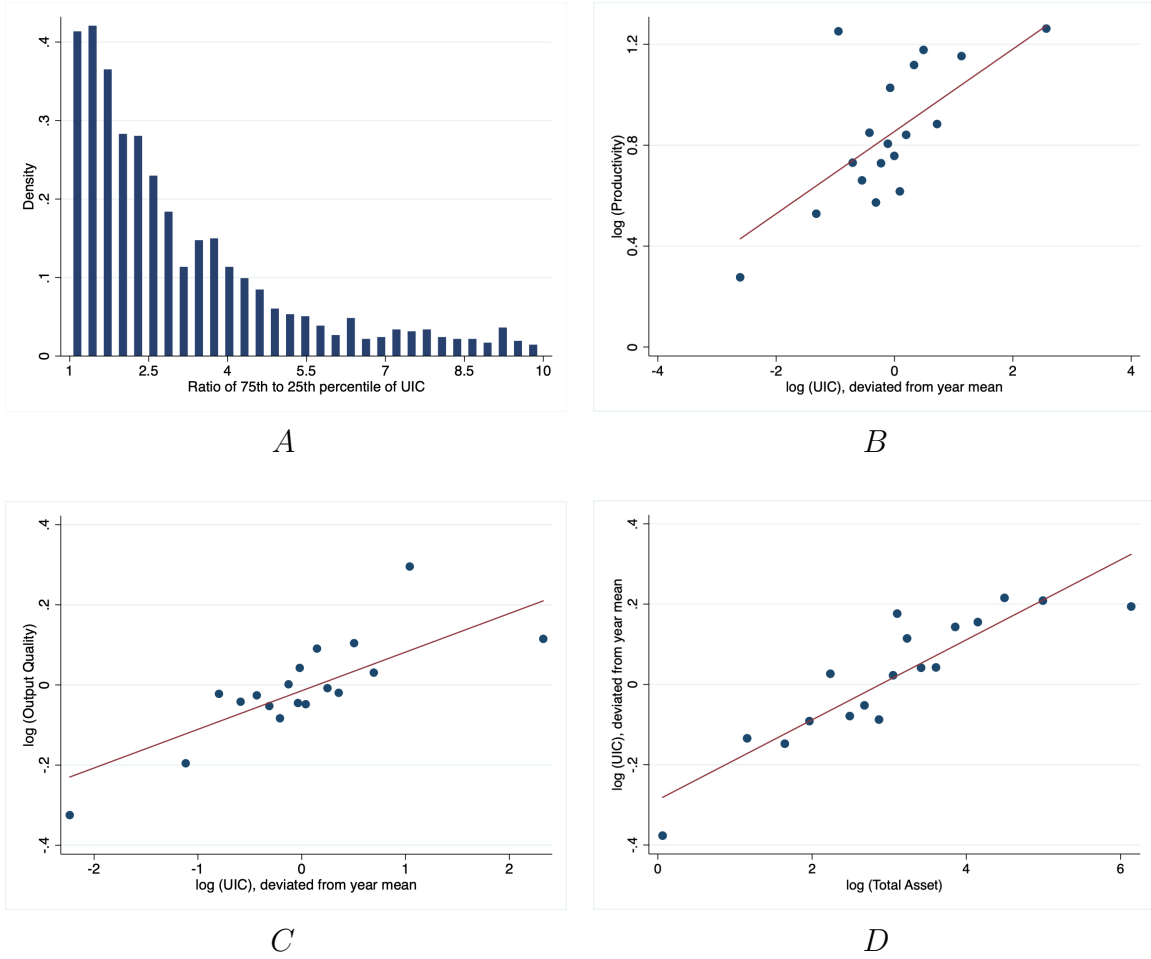 .4
.3
.2
.1
0
Density
1 2.5 4 5.5 7 8.5 10
Ratio of 75th to 25th percentile of UIC
A
1.2
0.8
0.4
0
log (Productivity)
-4 -2 0 2 4
log (UIC), deviated from year mean
B
.4
.2
0
-.2
-.4
log (Output Quality)
-2 -1 0 1 2
log (UIC), deviated from year mean
C
.4
.2
0
-.2
-.4
log (UIC), deviated from year mean
0 2 4 6
log (Total Asset)
D